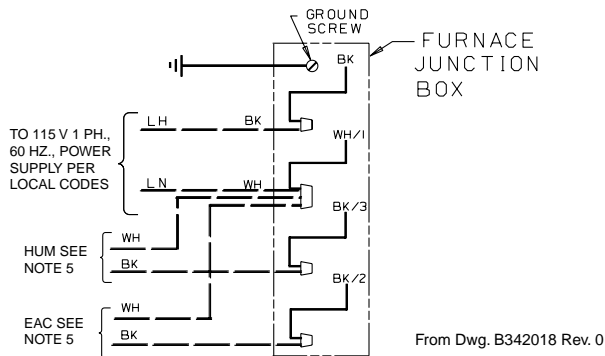 GROUND
SCREW
FURNACE
JUNCTION
BOX
BK
LH
BK
TO 115 V 1 PH.,
60 HZ., POWER
SUPPLY PER
LOCAL CODES
WH/1
LN
WH
BK/3
WH
HUM SEE
NOTE 5
BK
BK/2
WH
EAC SEE
NOTE 5
BK
From Dwg. B342018 Rev. 0